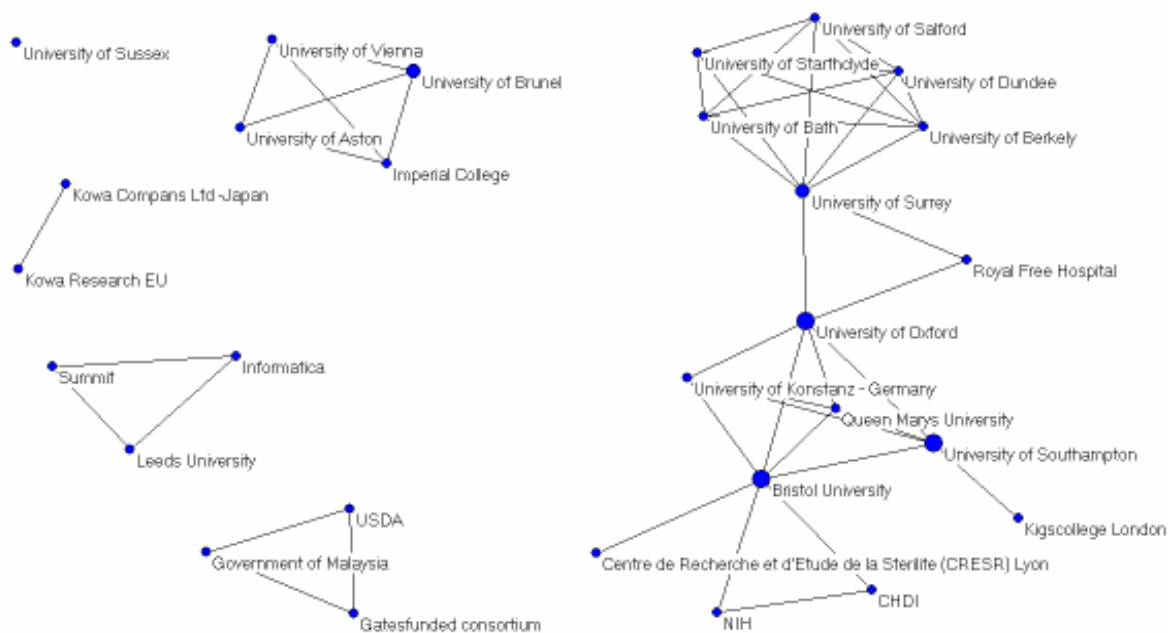 University of Sussex
University of Vienna
University of Brunel
University of Aston
Imperial College
Kowa Compans Ltd -Japan
Kowa Research EU
Summit
Informatica
Leeds University
USDA
Government of Malaysia
Gatesfunded consortium
University of Salford
University of Starthclyde
University of Dundee
University of Bath
University of Berkely
University of Surrey
Royal Free Hospital
University of Oxford
University of Konstanz - Germany
Queen Marys University
University of Southampton
Bristol University
Kigscollege London
Centre de Recherche et d'Etude de la Sterilite (CRESR) Lyon
CHDI
NIH